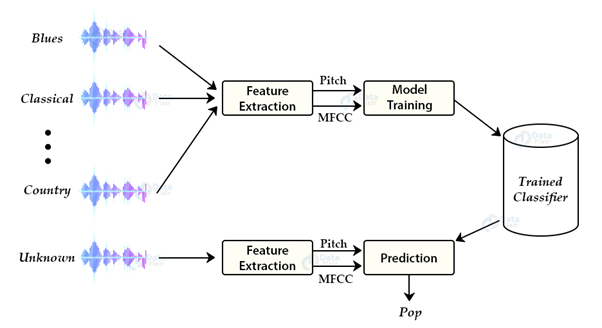 Blues
Classical
Country
Unknown
Feature
Extraction
Pitch
MFCC
Model
Training
Trained
Classifier
Feature
Extraction
Pitch
MFCC
Prediction
Pop